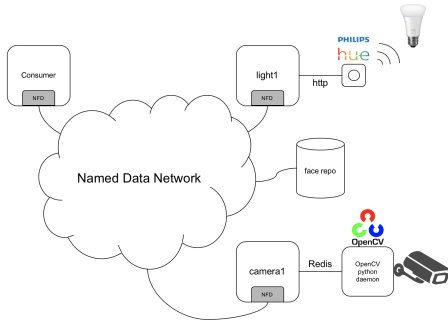 PHILIPS
hue
Consumer
NFD
light1
NFD
http
Named Data Network
face repo
OpenCV
camera1
NFD
Redis
OpenCV
python
daemon